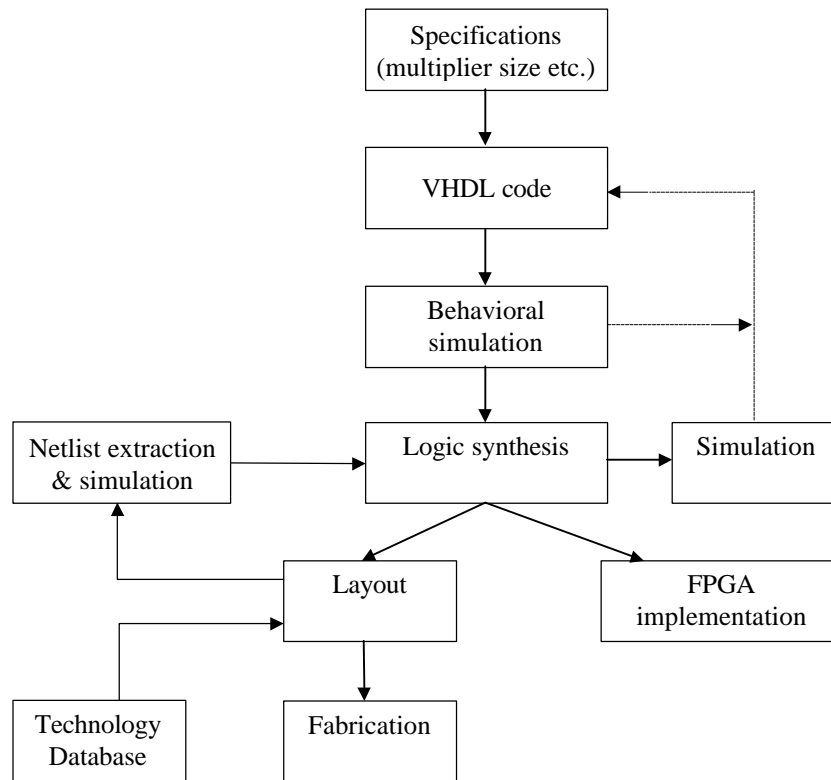 Specifications
(multiplier size etc.)
VHDL code
Behavioral
simulation
Netlist extraction
& simulation
Logic synthesis
Simulation
Layout
FPGA
implementation
Technology
Database
Fabrication